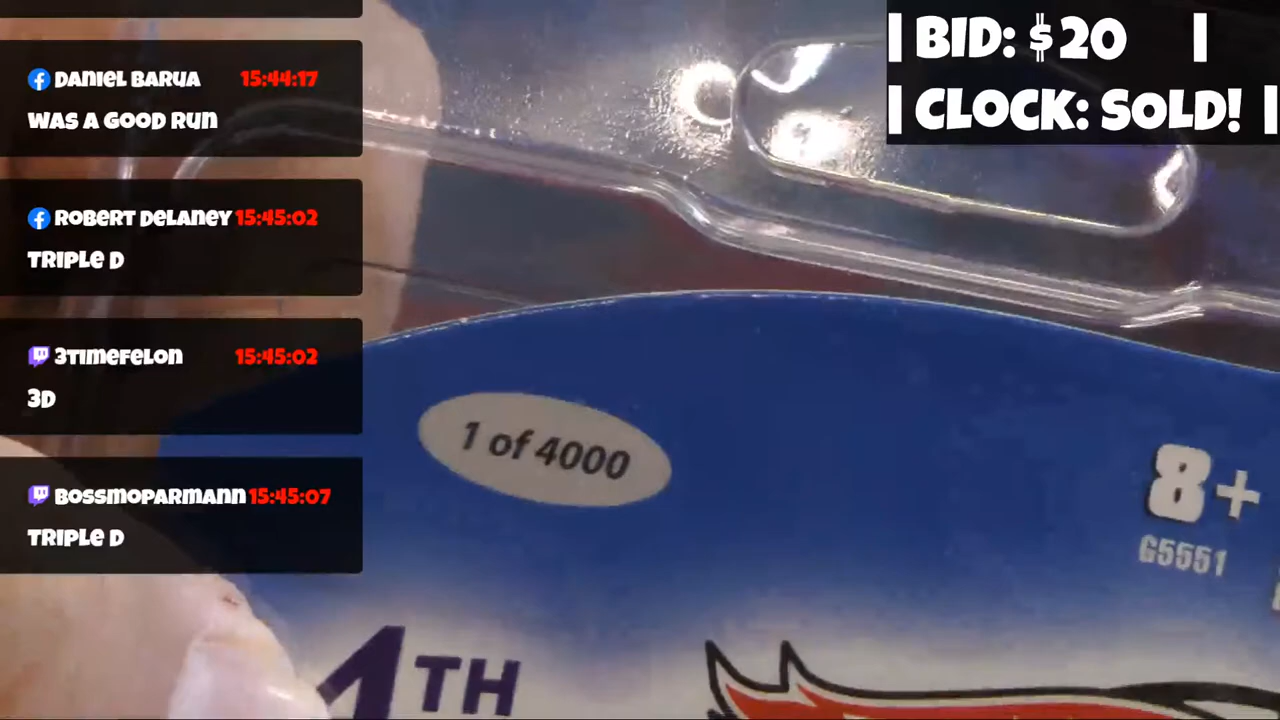 | BID: $20 |
| CLOCK: SOLD! |
DANIEL BARUA 15:44:17
WAS A GOOD RUN
ROBERT DELANEY 15:45:02
TRIPLE D
3TIMEFELON 15:45:02
3D
BOSSMOPARMANN 15:45:07
TRIPLE D
1 of 4000
8+
G5551
4TH